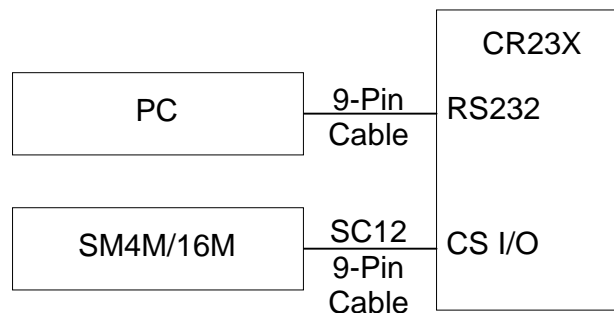 CR23X
PC
9-Pin
Cable
RS232
SM4M/16M
SC12
9-Pin
Cable
CS I/O